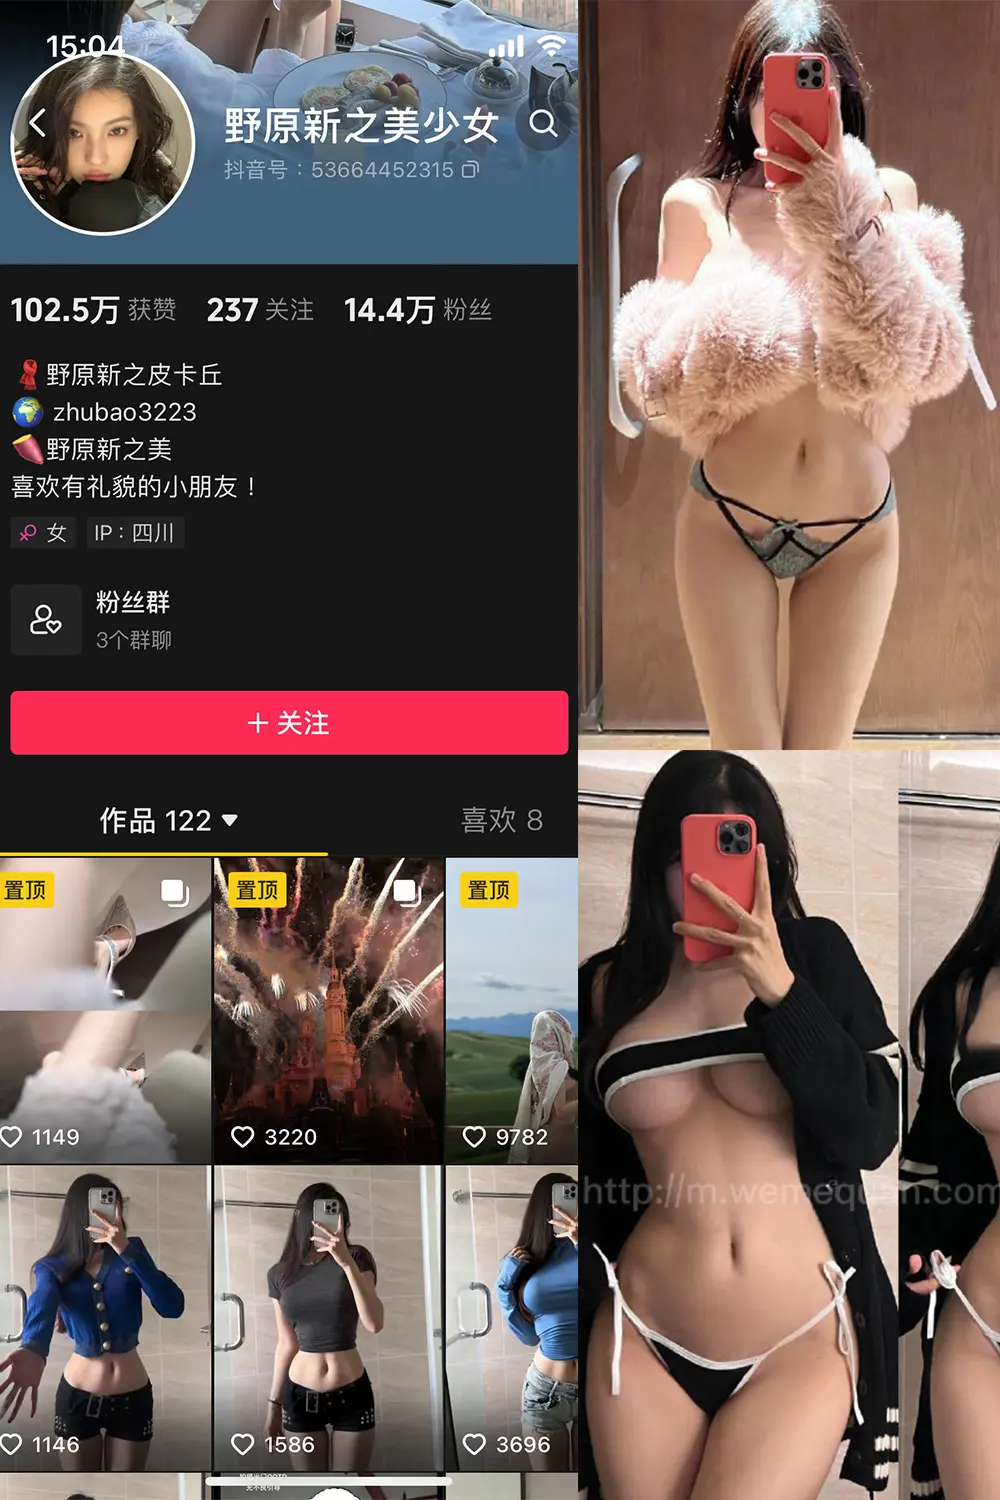 15:04
野原新之美少女
抖音号：53664452315
102.5万 获赞 237 关注 14.4万 粉丝
野原新之皮卡丘
zhubao3223
野原新之美
喜欢有礼貌的小朋友！
女 IP：四川
粉丝群
3个群聊
+ 关注
作品 122 喜欢 8
置顶 置顶 置顶
1149 3220 9782
1146 1586 3696
http://m.wemequan.com